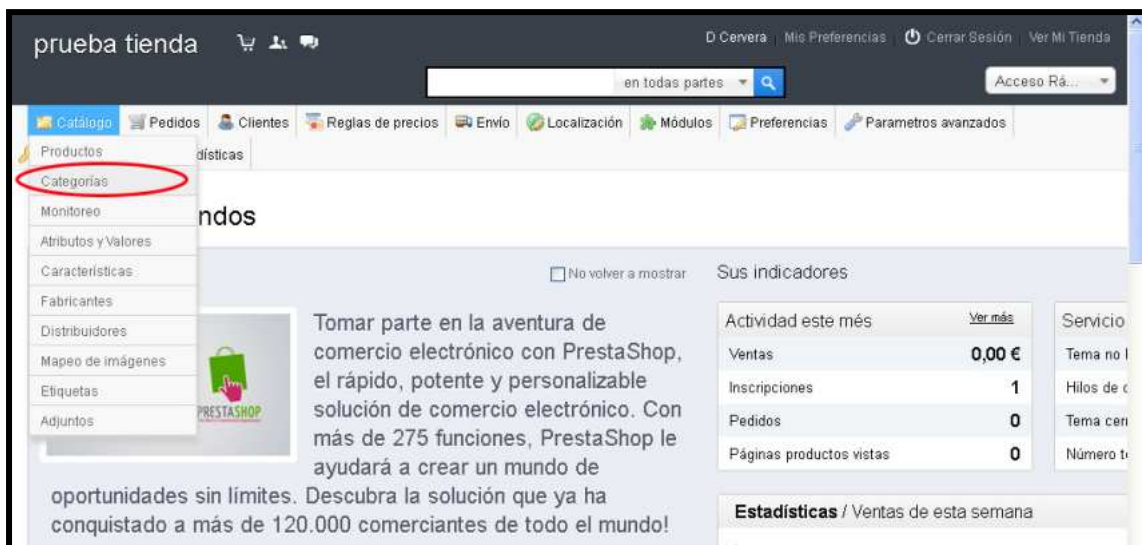 prueba tienda
D Cervera Mis Preferencias Cerrar Sesión Ver Mi Tienda
en todas partes
Acceso Rá...
Catálogo Pedidos Clientes Reglas de precios Envío Localización Módulos Preferencias Parametros avanzados
dísticas
Productos
Categorías
Monitoreo
Atributos y Valores
Características
Fabricantes
Distribuidores
Mapeo de imágenes
Etiquetas
Adjuntos
ndos
No volver a mostrar
PRESTASHOP
Tomar parte en la aventura de
comercio electrónico con PrestaShop,
el rápido, potente y personalizable
solución de comercio electrónico. Con
más de 275 funciones, PrestaShop le
ayudará a crear un mundo de
oportunidades sin límites. Descubra la solución que ya ha
conquistado a más de 120.000 comerciantes de todo el mundo!
Sus indicadores
Actividad este més Ver más
Ventas 0,00 €
Inscripciones 1
Pedidos 0
Páginas productos vistas 0
Servicio
Tema no
Hilos de
Tema cerr
Número t
Estadísticas / Ventas de esta semana